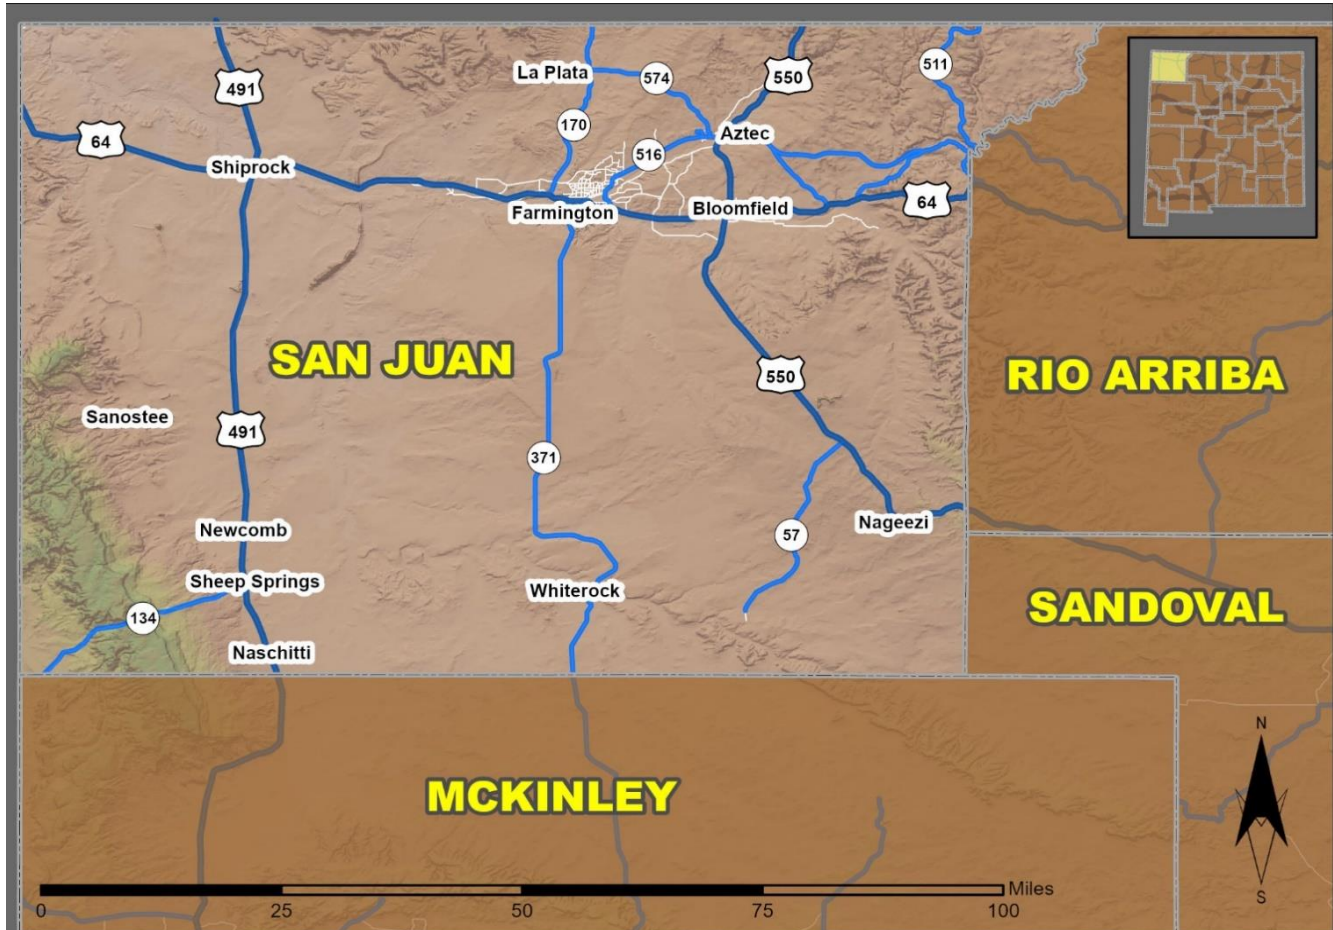 491
La Plata
574
550
511
64
170
516
Aztec
Shiprock
Farmington
Bloomfield
64
SAN JUAN
RIO ARRIBA
550
Sanostee
491
371
Newcomb
Nageezi
57
Sheep Springs
Whiterock
SANDOVAL
134
Naschitti
N
MCKINLEY
Miles
S
0 25 50 75 100